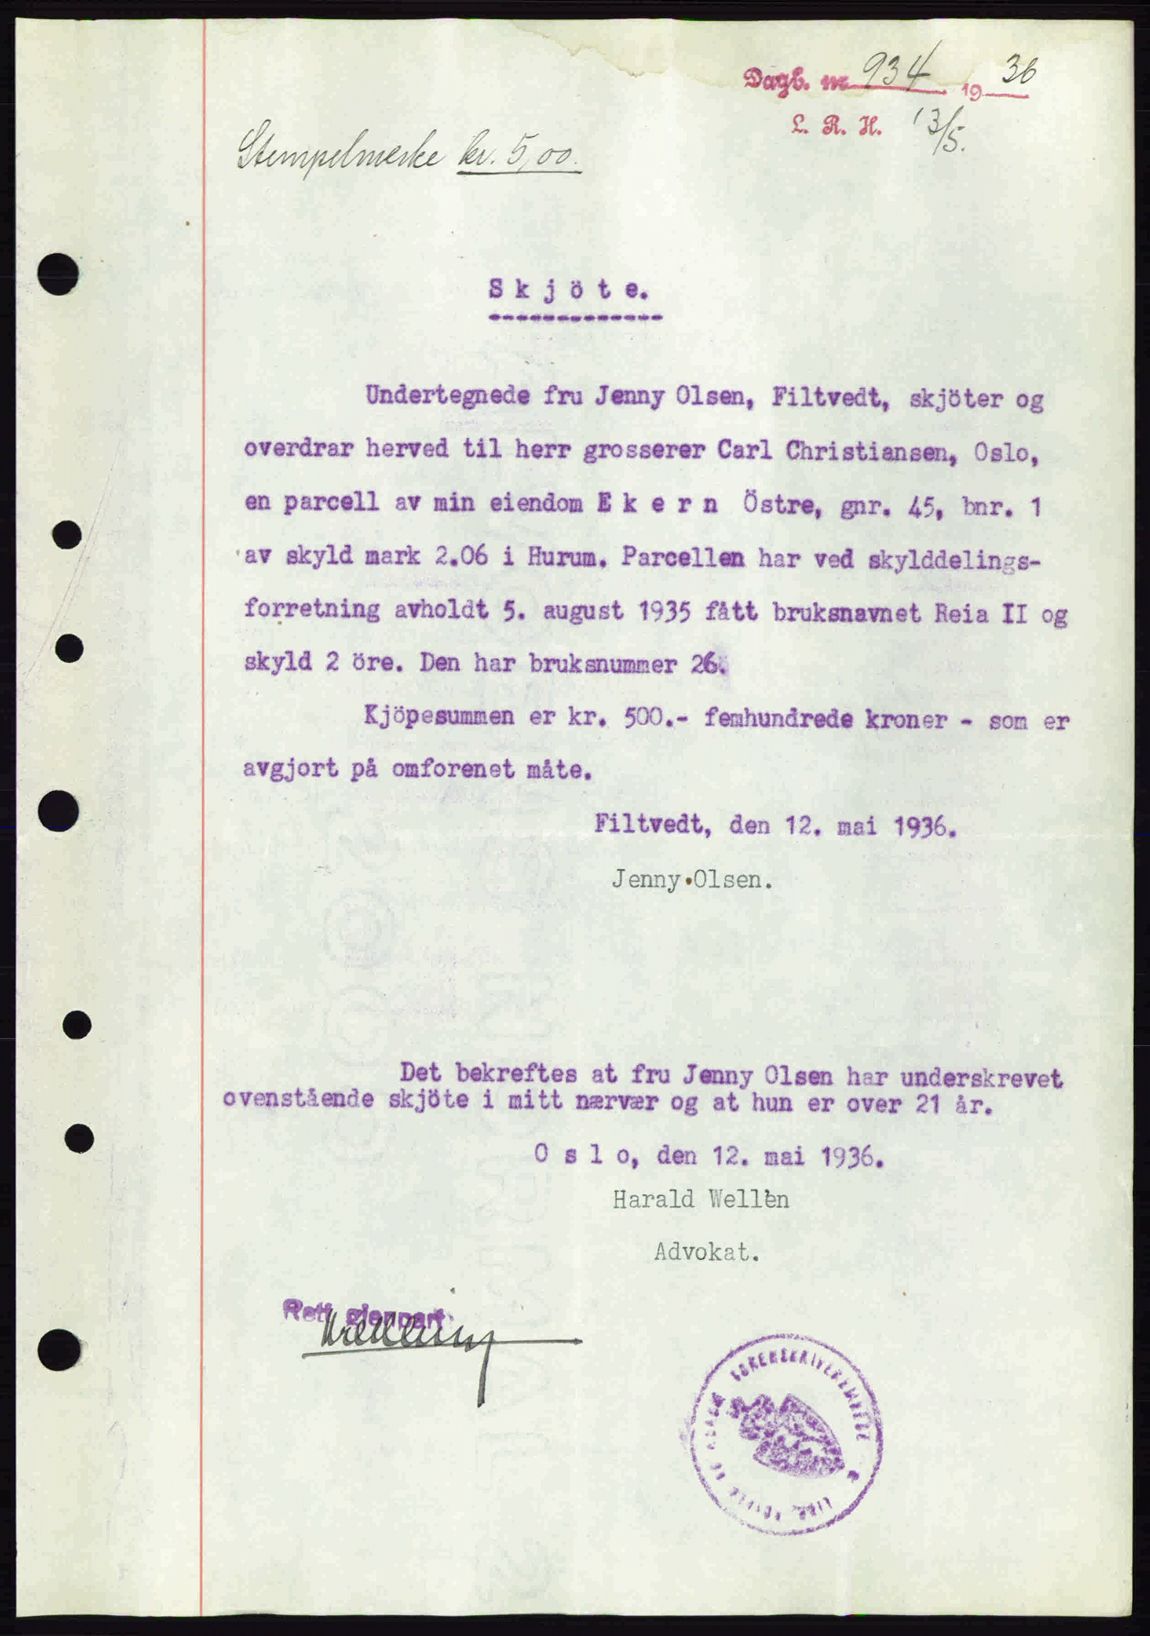 Dagb. nr 934 1936
L. R. H. 13/5.
Stempelmerke kr. 5,00.
Skjöte.
Undertegnede fru Jenny Olsen, Filtvedt, skjöter og
overdrar herved til herr grosserer Carl Christiansen, Oslo,
en parcell av min eiendom Ekern Östre, gnr. 45, bnr. 1
av skyld mark 2.06 i Hurum. Parcellen har ved skylddelings-
forretning avholdt 5. august 1935 fått bruksnavnet Reia II og
skyld 2 öre. Den har bruksnummer 26.
Kjöpesummen er kr. 500.- femhundrede kroner - som er
avgjort på omforenet måte.
Filtvedt, den 12. mai 1936.
Jenny Olsen.
Det bekreftes at fru Jenny Olsen har underskrevet
ovenstående skjöte i mitt nærvær og at hun er over 21 år.
Oslo, den 12. mai 1936.
Harald Wellèn
Advokat.
Rett gjenpart:
SORENSKRIVEREMBEDE